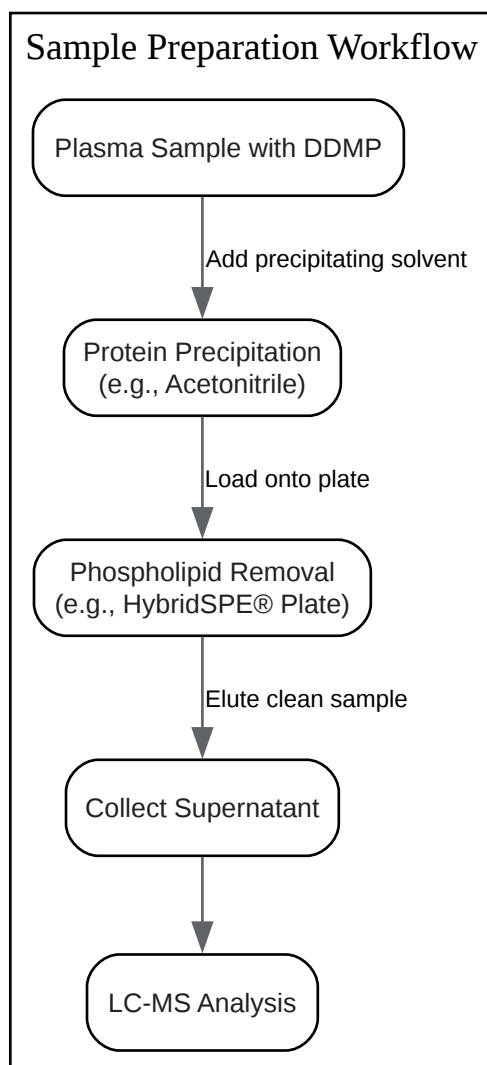 Sample Preparation Workflow
Plasma Sample with DDMP
Add precipitating solvent
Protein Precipitation
(e.g., Acetonitrile)
Load onto plate
Phospholipid Removal
(e.g., HybridSPE® Plate)
Elute clean sample
Collect Supernatant
LC-MS Analysis